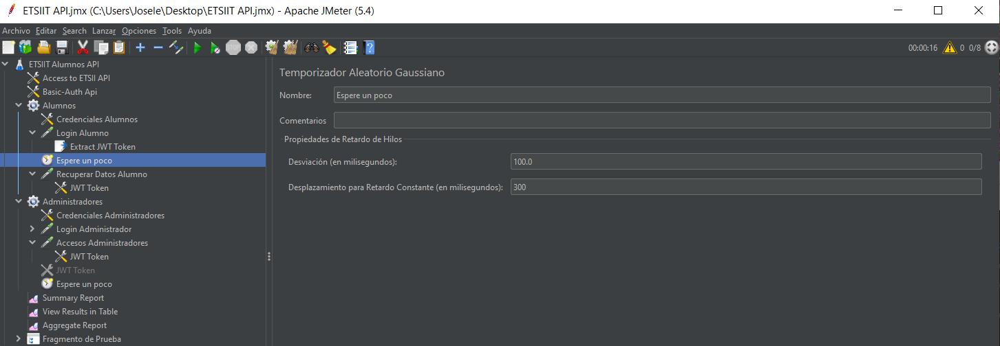 ETSIIT API.jmx (C:\Users\Josele\Desktop\ETSIIT API.jmx) - Apache JMeter (5.4)
Archivo Editar Search Lanzar Opciones Tools Ayuda
00:00:16 0 0/8
ETSIIT Alumnos API
Access to ETSII API
Basic-Auth Api
Alumnos
Credenciales Alumnos
Login Alumno
Extract JWT Token
Espere un poco
Recuperar Datos Alumno
JWT Token
Administradores
Credenciales Administradores
Login Administrador
Accesos Administradores
JWT Token
JWT Token
Espere un poco
Summary Report
View Results in Table
Aggregate Report
Fragmento de Prueba
Temporizador Aleatorio Gaussiano
Nombre: Espere un poco
Comentarios
Propiedades de Retardo de Hilos
Desviación (en milisegundos): 100.0
Desplazamiento para Retardo Constante (en milisegundos): 300